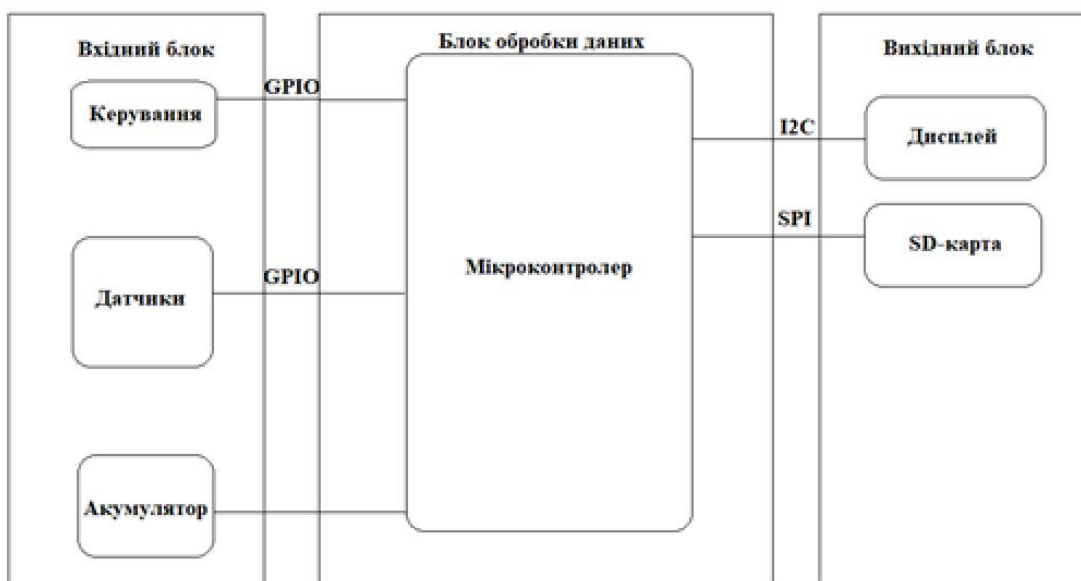 Вхідний блок
Блок обробки даних
Вихідний блок
Керування
GPIO
I2C
Дисплей
SPI
SD-карта
Датчики
GPIO
Мікроконтролер
Акумулятор